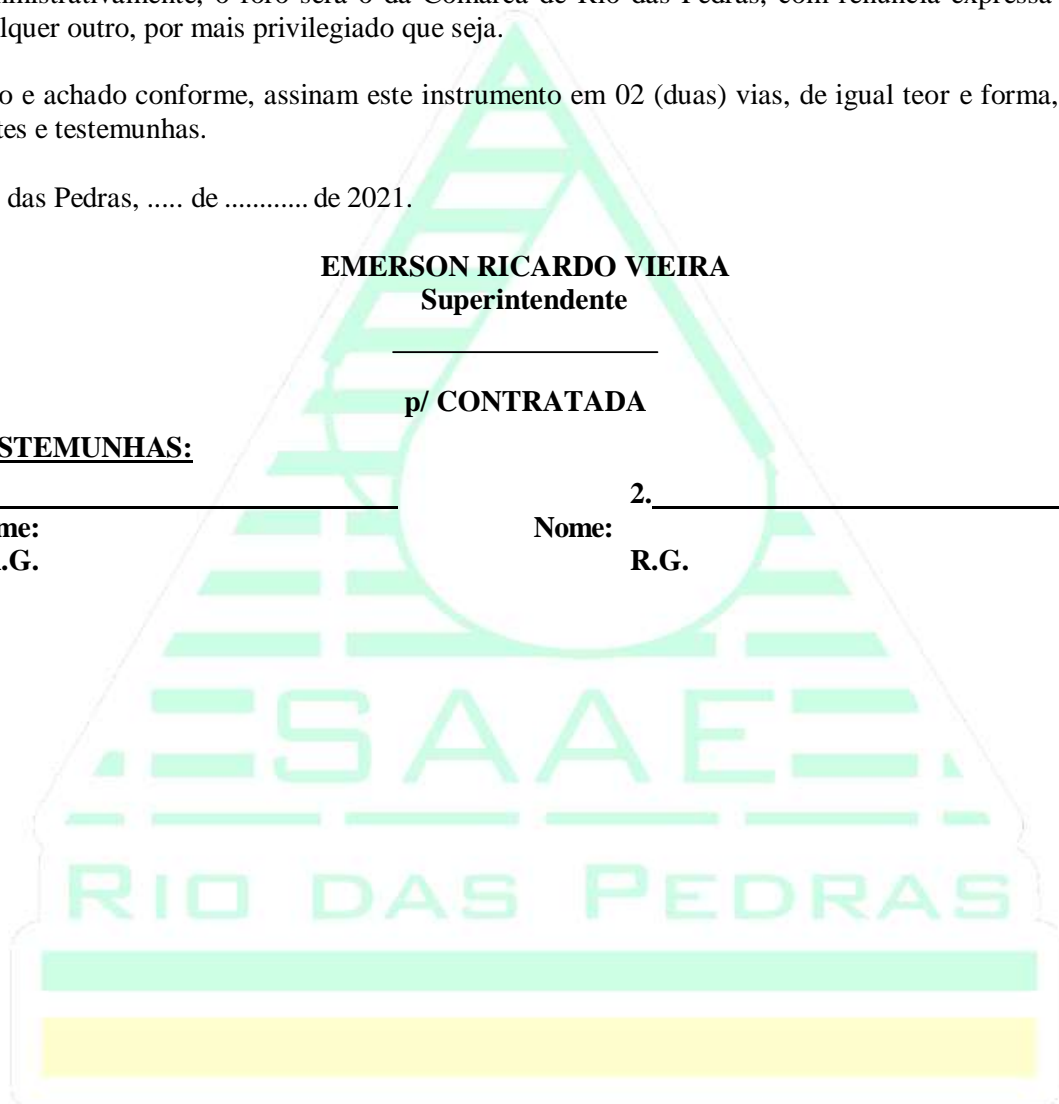 ministrativamente, o foro será o da Comarca de Rio das Pedras, com renúncia expressa
lquer outro, por mais privilegiado que seja.
o e achado conforme, assinam este instrumento em 02 (duas) vias, de igual teor e forma,
tes e testemunhas.
das Pedras, ..... de ............ de 2021.
EMERSON RICARDO VIEIRA
Superintendente
____________________
p/ CONTRATADA
STEMUNHAS:
2.
me: Nome:
.G. R.G.
SAAE
RIO DAS PEDRAS